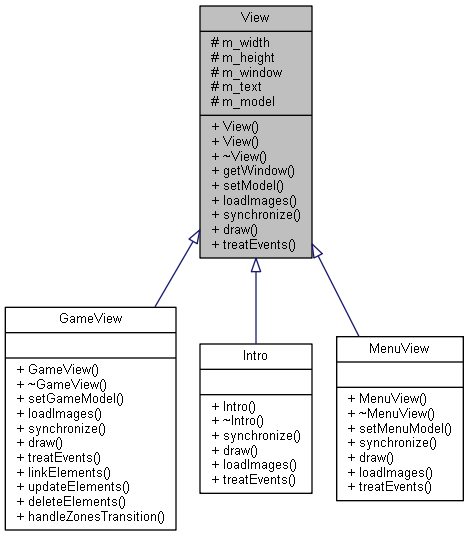 View
# m_width
# m_height
# m_window
# m_text
# m_model
+ View()
+ View()
+ ~View()
+ getWindow()
+ setModel()
+ loadImages()
+ synchronize()
+ draw()
+ treatEvents()
GameView
+ GameView()
+ ~GameView()
+ setGameModel()
+ loadImages()
+ synchronize()
+ draw()
+ treatEvents()
+ linkElements()
+ updateElements()
+ deleteElements()
+ handleZonesTransition()
Intro
+ Intro()
+ ~Intro()
+ synchronize()
+ draw()
+ loadImages()
+ treatEvents()
MenuView
+ MenuView()
+ ~MenuView()
+ setMenuModel()
+ synchronize()
+ draw()
+ loadImages()
+ treatEvents()